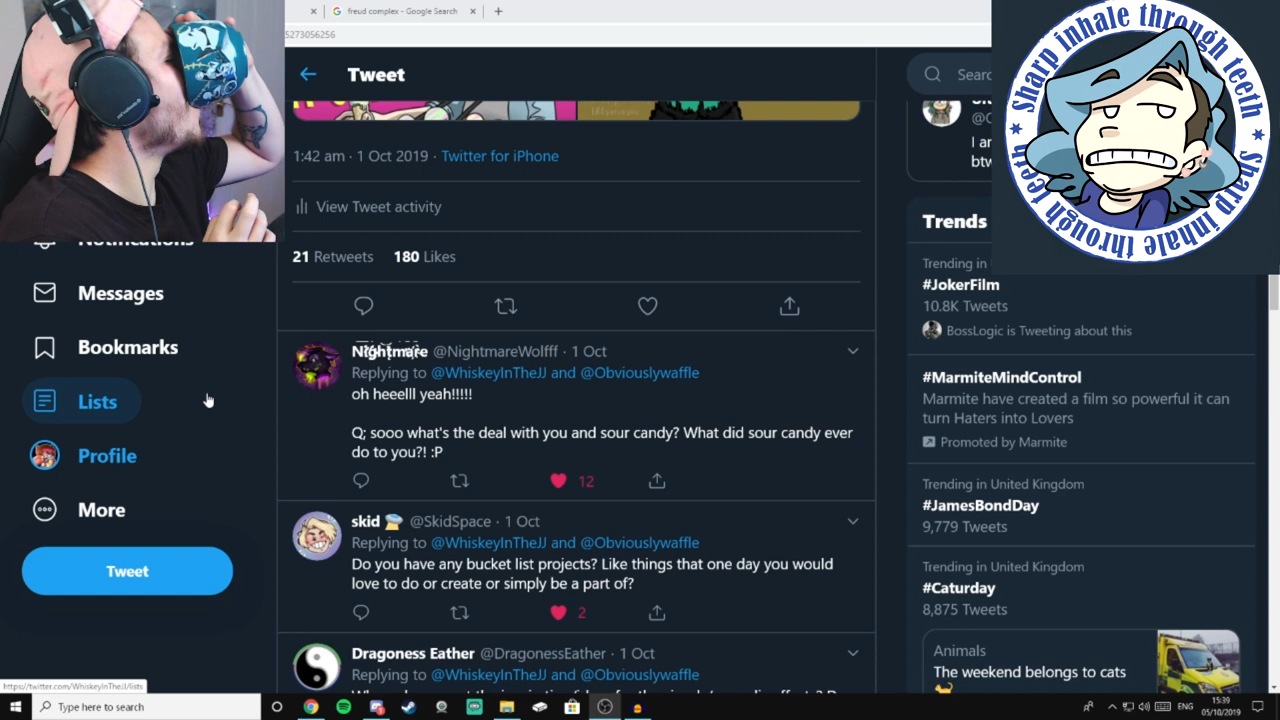 freud complex - Google Search
5273056256
Tweet
Searc
1:42 am · 1 Oct 2019 · Twitter for iPhone
View Tweet activity
21 Retweets 180 Likes
Notifications
Messages
Bookmarks
Lists
Profile
More
Tweet
Nightmare @NightmareWolfff · 1 Oct
Replying to @WhiskeyInTheJJ and @Obviouslywaffle
oh heeelll yeah!!!!!
Q; sooo what's the deal with you and sour candy? What did sour candy ever
do to you?! :P
12
skid @SkidSpace · 1 Oct
Replying to @WhiskeyInTheJJ and @Obviouslywaffle
Do you have any bucket list projects? Like things that one day you would
love to do or create or simply be a part of?
2
Dragoness Eather @DragonessEather · 1 Oct
Replying to @WhiskeyInTheJJ and @Obviouslywaffle
Sharp inhale through teeth
Sharp inhale through teeth
I ar
btw
Trends
Trending in
#JokerFilm
10.8K Tweets
BossLogic is Tweeting about this
#MarmiteMindControl
Marmite have created a film so powerful it can
turn Haters into Lovers
Promoted by Marmite
Trending in United Kingdom
#JamesBondDay
9,779 Tweets
Trending in United Kingdom
#Caturday
8,875 Tweets
Animals
The weekend belongs to cats
https://twitter.com/WhiskeyInTheJJ/lists
Type here to search
ENG
15:39
05/10/2019